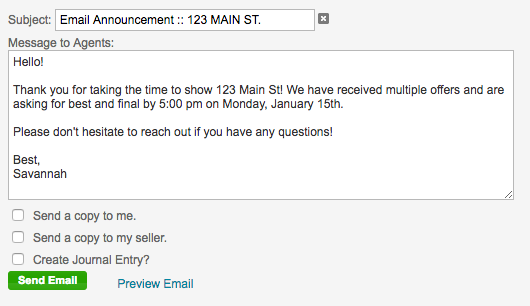 Subject: Email Announcement :: 123 MAIN ST.
Message to Agents:
Hello!
Thank you for taking the time to show 123 Main St! We have received multiple offers and are
asking for best and final by 5:00 pm on Monday, January 15th.
Please don't hesitate to reach out if you have any questions!
Best,
Savannah
Send a copy to me.
Send a copy to my seller.
Create Journal Entry?
Send Email Preview Email